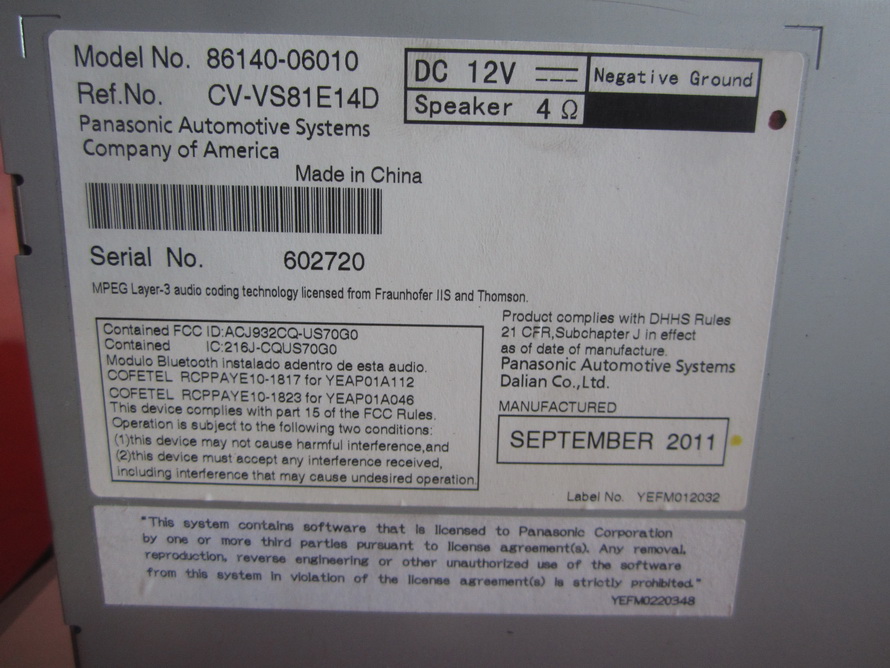 Model No. 86140-06010
Ref.No. CV-VS81E14D
Panasonic Automotive Systems
Company of America
Made in China
DC 12V
Negative Ground
Speaker 4 Ω
Serial No. 602720
MPEG Layer-3 audio coding technology licensed from Fraunhofer IIS and Thomson.
Contained FCC ID:ACJ932CQ-US70G0
Contained IC:216J-CQUS70G0
Modulo Bluetooth instalado adentro de esta audio.
COFETEL RCPPAYE10-1817 for YEAP01A112
COFETEL RCPPAYE10-1823 for YEAP01A046
This device complies with part 15 of the FCC Rules.
Operation is subject to the following two conditions:
(1)this device may not cause harmful interference,and
(2)this device must accept any interference received,
including interference that may cause undesired operation.
Product complies with DHHS Rules
21 CFR,Subchapter J in effect
as of date of manufacture.
Panasonic Automotive Systems
Dalian Co.,Ltd.
MANUFACTURED
SEPTEMBER 2011
Label No. YEFM012032
"This system contains software that is licensed to Panasonic Corporation
by one or more third parties pursuant to license agreement(s). Any removal,
reproduction, reverse engineering or other unauthorized use of the software
from this system in violation of the license agreement(s) is strictly prohibited."
YEFM0220348